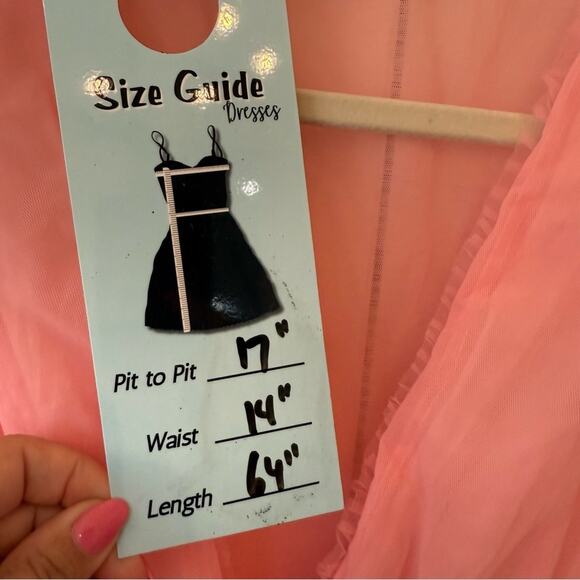 Size Guide
Dresses
Pit to Pit 17"
Waist 14"
Length 64"